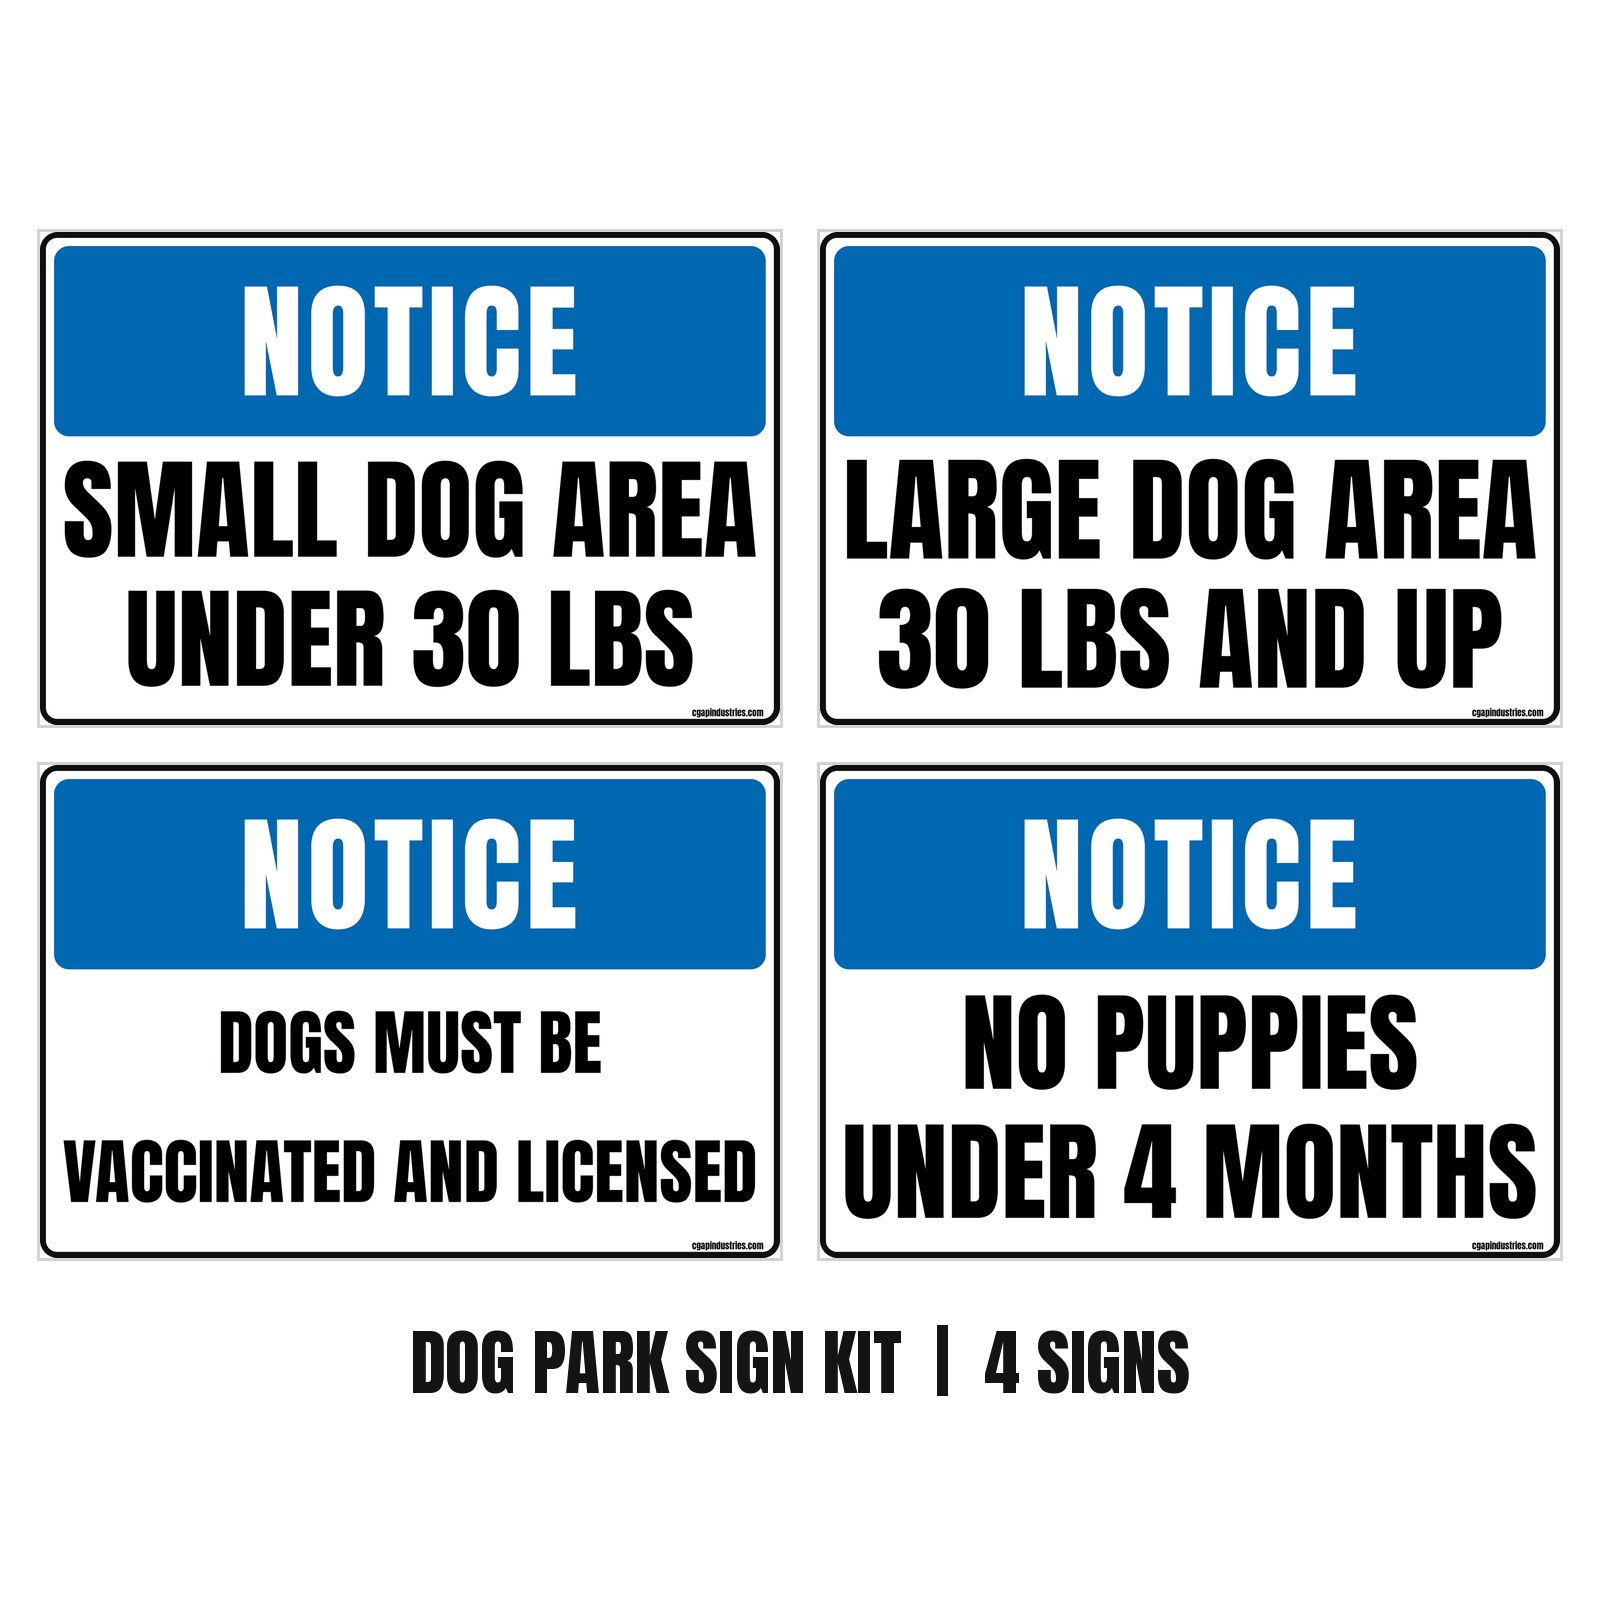 NOTICE
SMALL DOG AREA
UNDER 30 LBS
cgapindustries.com
NOTICE
LARGE DOG AREA
30 LBS AND UP
cgapindustries.com
NOTICE
DOGS MUST BE
VACCINATED AND LICENSED
cgapindustries.com
NOTICE
NO PUPPIES
UNDER 4 MONTHS
cgapindustries.com
DOG PARK SIGN KIT | 4 SIGNS